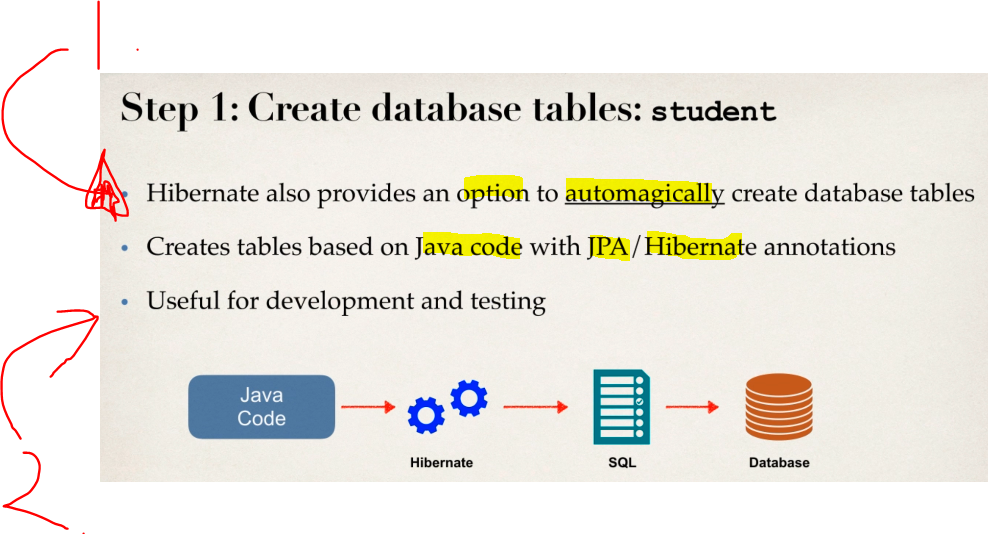 Step 1: Create database tables: student
• Hibernate also provides an option to automagically create database tables
• Creates tables based on Java code with JPA/Hibernate annotations
• Useful for development and testing
Java
Code
Hibernate
SQL
Database